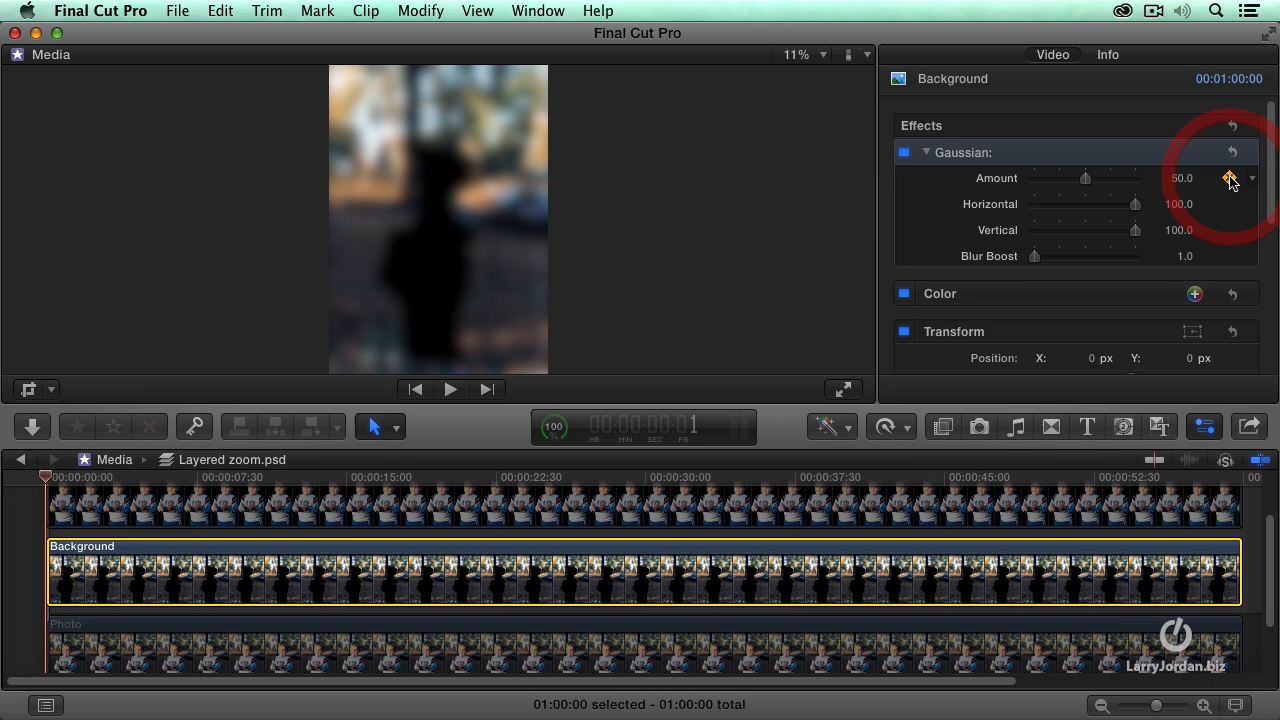 Final Cut Pro File Edit Trim Mark Clip Modify View Window Help
Final Cut Pro
Media 11% Video Info
Background 00:01:00:00
Effects
Gaussian:
Amount 50.0
Horizontal 100.0
Vertical 100.0
Blur Boost 1.0
Color
Transform
Position: X: 0 px Y: 0 px
100 % 00:00:00:01
HR MIN SEC FR
Media Layered zoom.psd
00:00:00:00 00:00:07:30 00:00:15:00 00:00:22:30 00:00:30:00 00:00:37:30 00:00:45:00 00:00:52:30 00:
Background
Photo
LarryJordan.biz
01:00:00 selected - 01:00:00 total